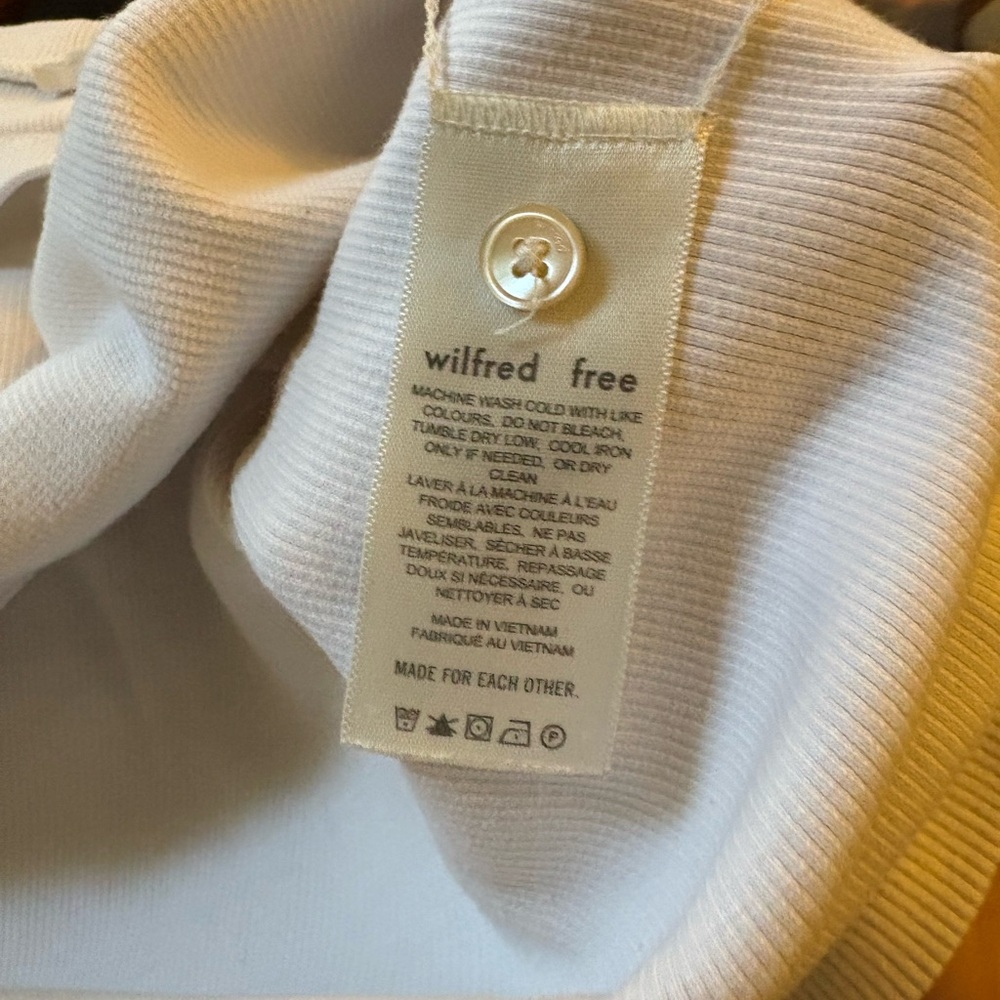 wilfred free
MACHINE WASH COLD WITH LIKE
COLOURS, DO NOT BLEACH,
TUMBLE DRY LOW, COOL IRON
ONLY IF NEEDED, OR DRY
CLEAN
LAVER À LA MACHINE À L'EAU
FROIDE AVEC COULEURS
SEMBLABLES, NE PAS
JAVELISER, SÉCHER À BASSE
TEMPÉRATURE, REPASSAGE
DOUX SI NÉCESSAIRE, OU
NETTOYER À SEC
MADE IN VIETNAM
FABRIQUÉ AU VIETNAM
MADE FOR EACH OTHER.
P